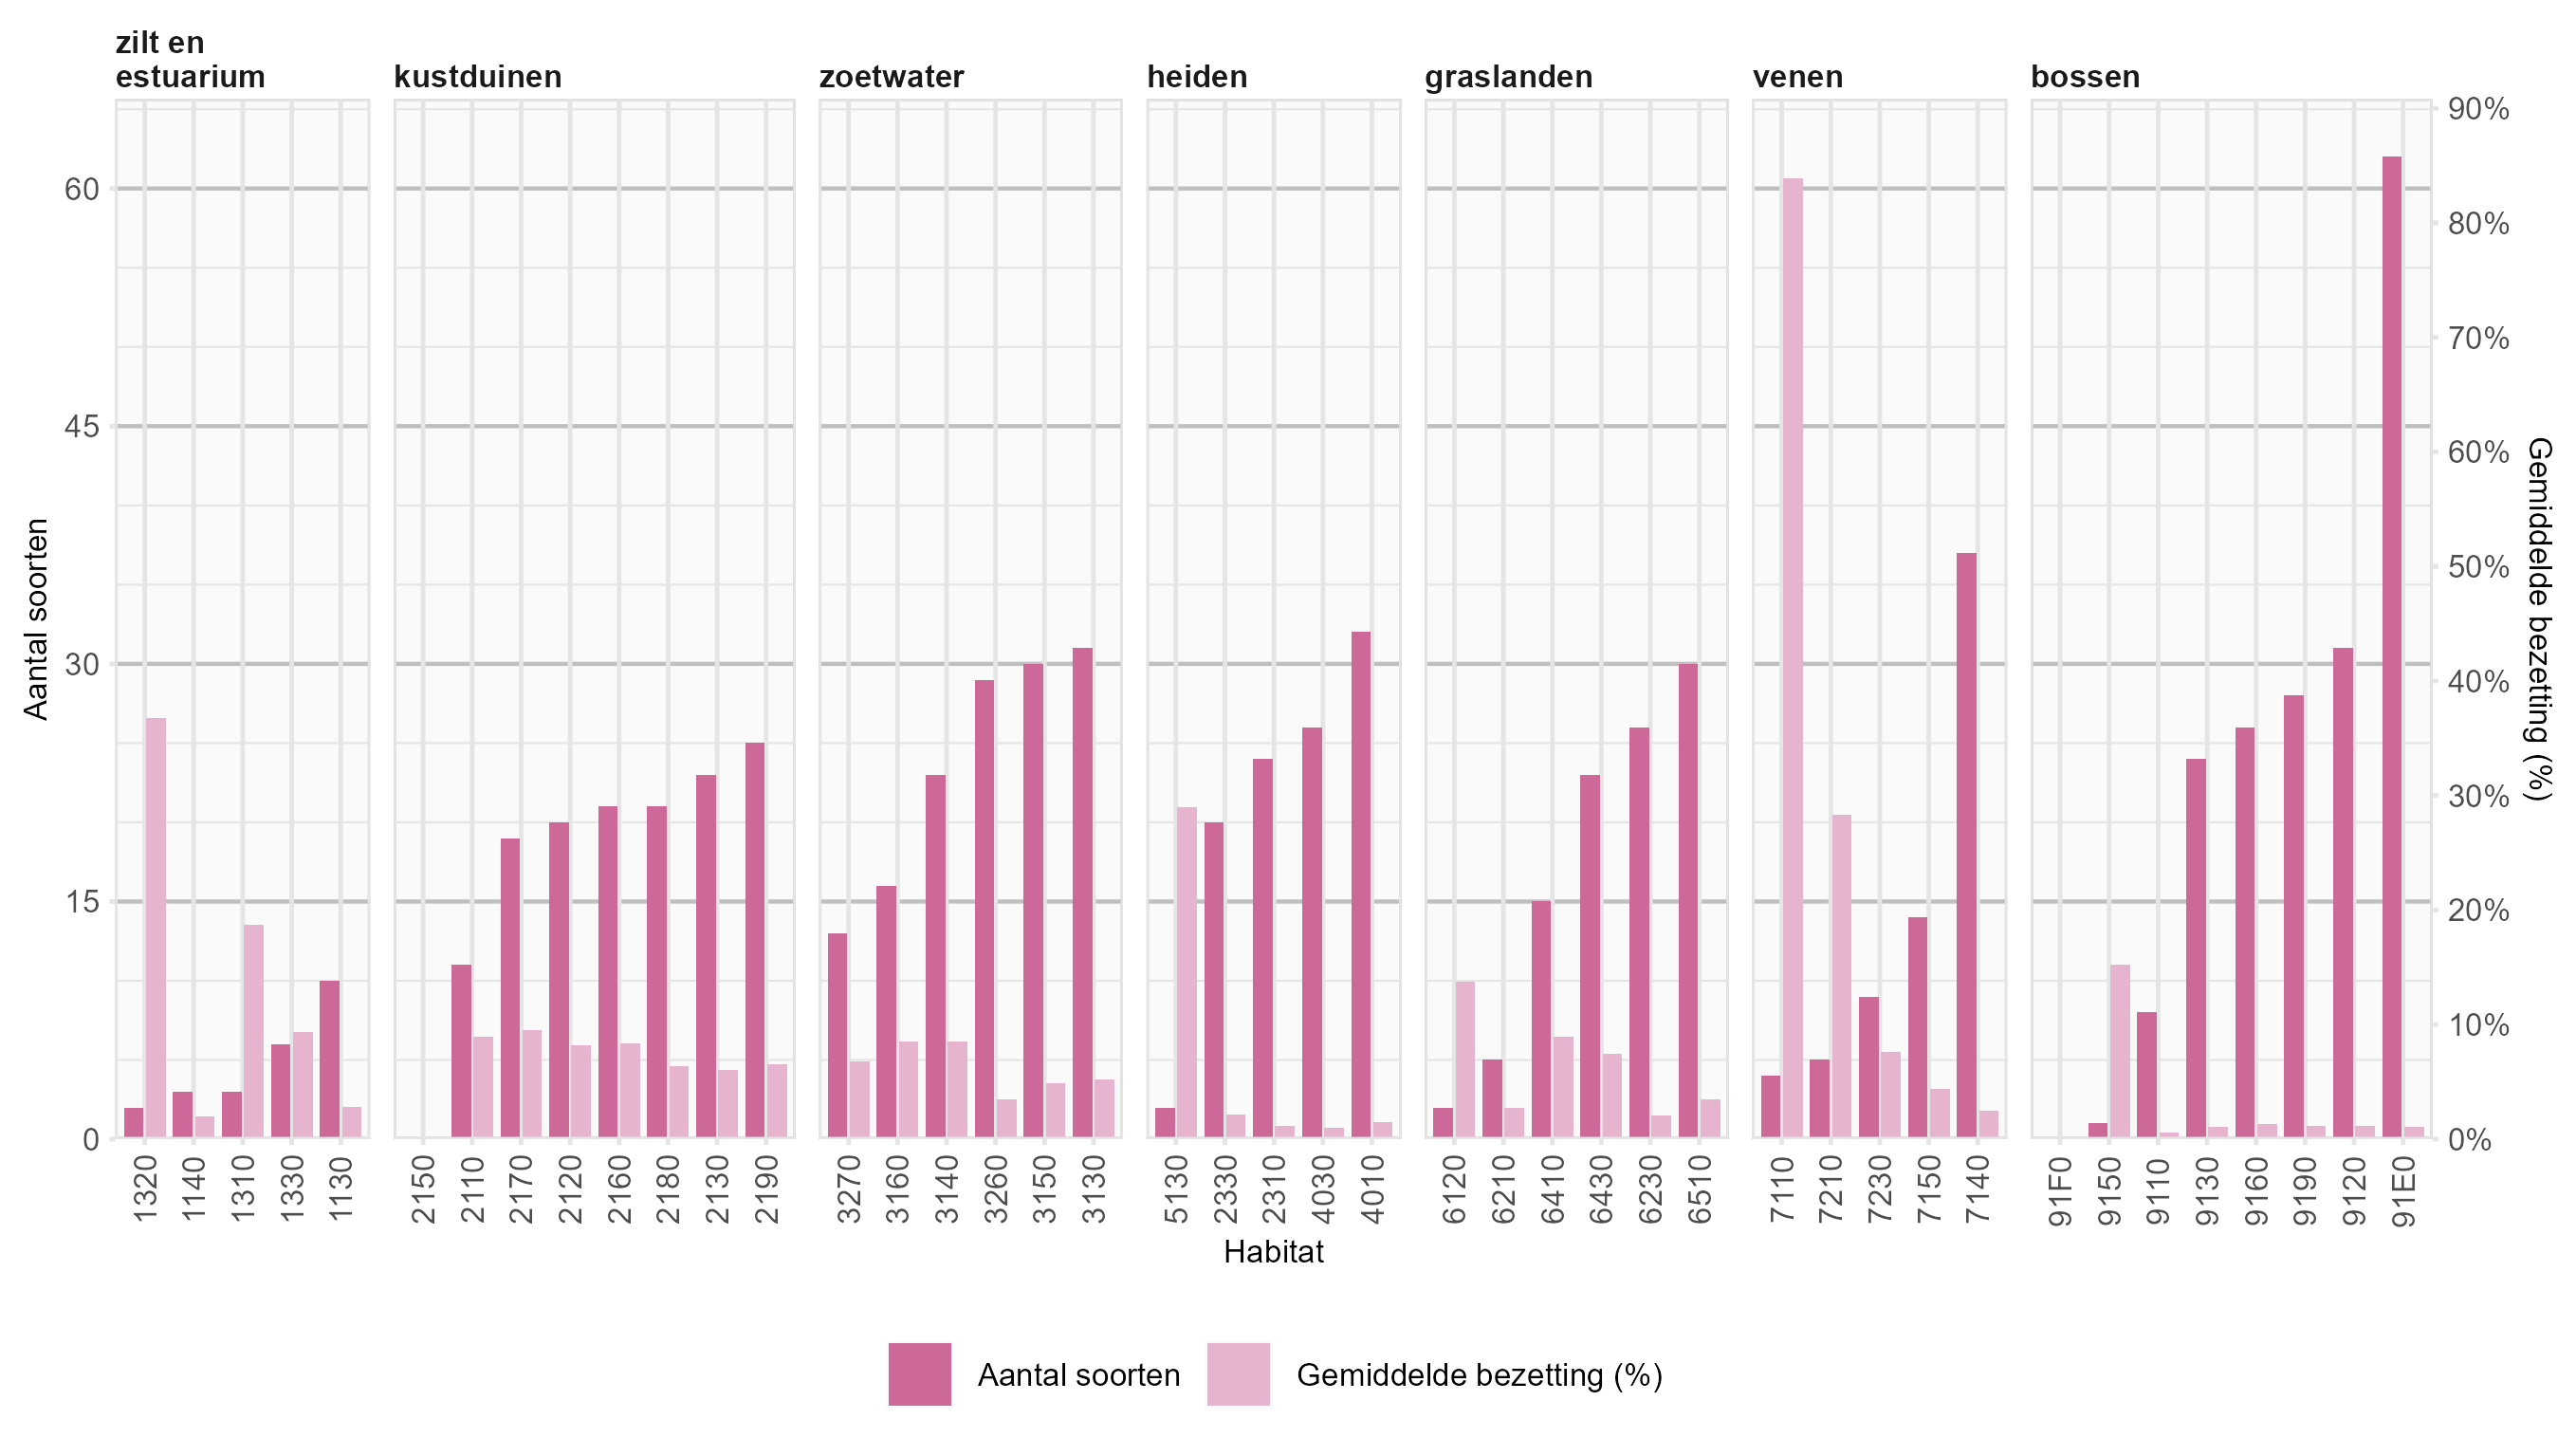 zilt en
estuarium
kustduinen
zoetwater
heiden
graslanden
venen
bossen
60
45
30
15
0
90%
80%
70%
60%
50%
40%
30%
20%
10%
0%
Aantal soorten
Gemiddelde bezetting (%)
1320 1140 1310 1330 1130
2150 2110 2170 2120 2160 2180 2130 2190
3270 3160 3140 3260 3150 3130
5130 2330 2310 4030 4010
6120 6210 6410 6430 6230 6510
7110 7210 7230 7150 7140
91F0 9150 9110 9130 9160 9190 9120 91E0
Habitat
Aantal soorten Gemiddelde bezetting (%)